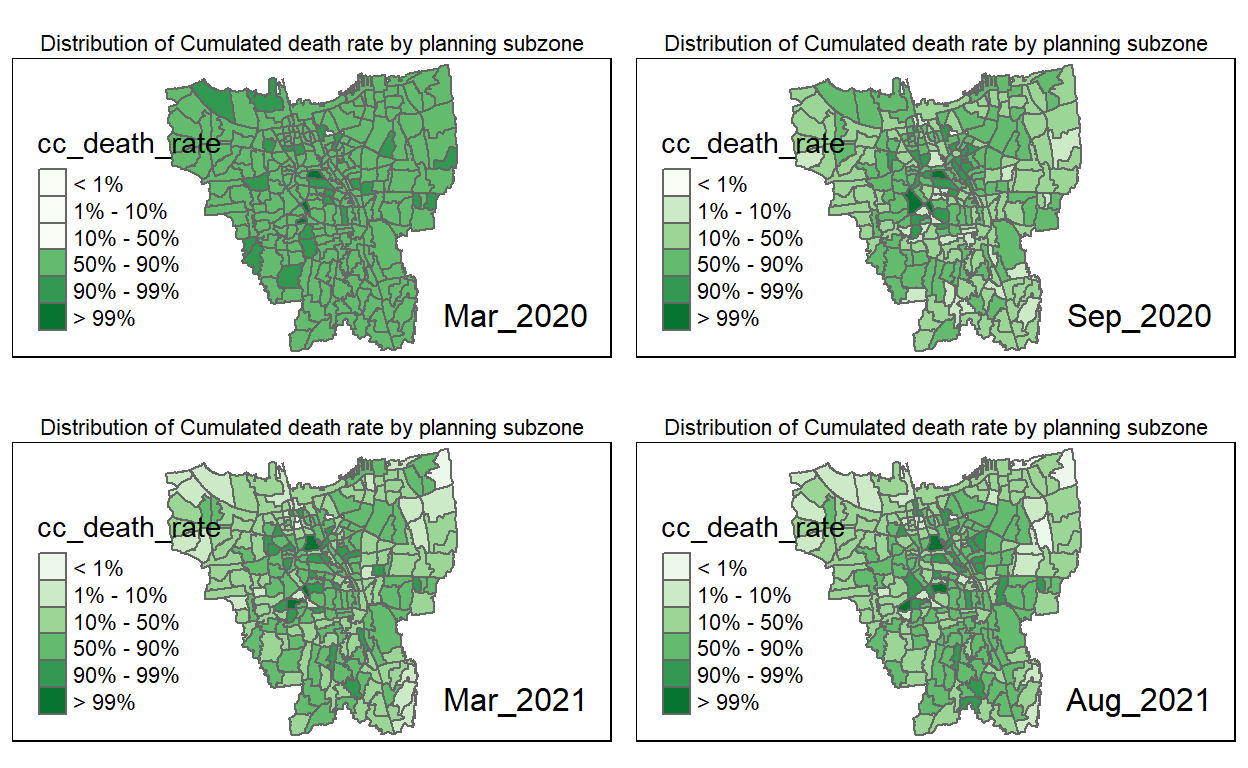 Distribution of Cumulated death rate by planning subzone
cc_death_rate
< 1%
1% - 10%
10% - 50%
50% - 90%
90% - 99%
> 99%
Mar_2020
Distribution of Cumulated death rate by planning subzone
cc_death_rate
< 1%
1% - 10%
10% - 50%
50% - 90%
90% - 99%
> 99%
Sep_2020
Distribution of Cumulated death rate by planning subzone
cc_death_rate
< 1%
1% - 10%
10% - 50%
50% - 90%
90% - 99%
> 99%
Mar_2021
Distribution of Cumulated death rate by planning subzone
cc_death_rate
< 1%
1% - 10%
10% - 50%
50% - 90%
90% - 99%
> 99%
Aug_2021